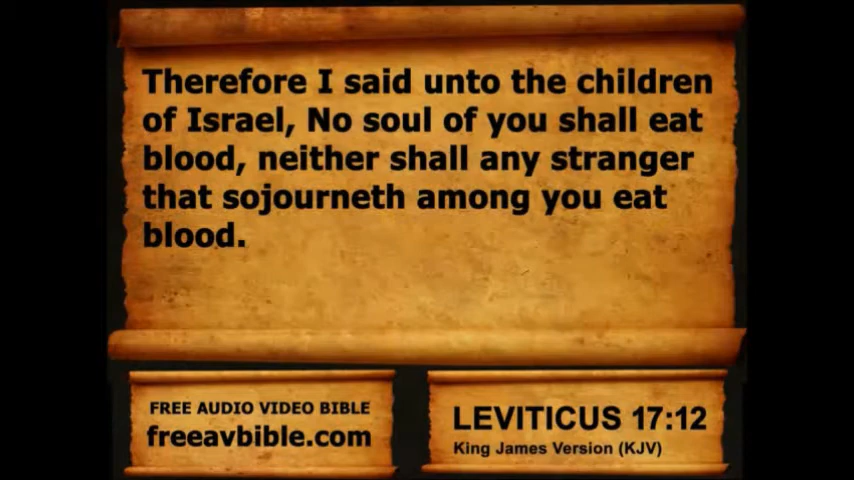 Therefore I said unto the children
of Israel, No soul of you shall eat
blood, neither shall any stranger
that sojourneth among you eat
blood.
FREE AUDIO VIDEO BIBLE
freeavbible.com
LEVITICUS 17:12
King James Version (KJV)